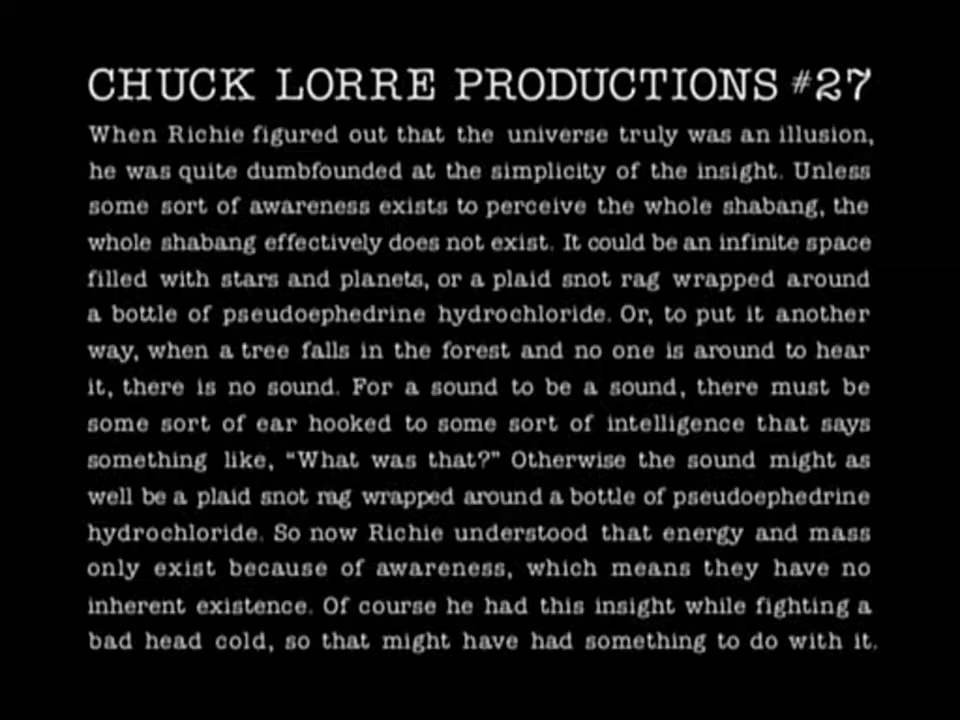 CHUCK LORRE PRODUCTIONS #27
When Richie figured out that the universe truly was an illusion,
he was quite dumbfounded at the simplicity of the insight. Unless
some sort of awareness exists to perceive the whole shabang, the
whole shabang effectively does not exist. It could be an infinite space
filled with stars and planets, or a plaid snot rag wrapped around
a bottle of pseudoephedrine hydrochloride. Or, to put it another
way, when a tree falls in the forest and no one is around to hear
it, there is no sound. For a sound to be a sound, there must be
some sort of ear hooked to some sort of intelligence that says
something like, “What was that?” Otherwise the sound might as
well be a plaid snot rag wrapped around a bottle of pseudoephedrine
hydrochloride. So now Richie understood that energy and mass
only exist because of awareness, which means they have no
inherent existence. Of course he had this insight while fighting a
bad head cold, so that might have had something to do with it.